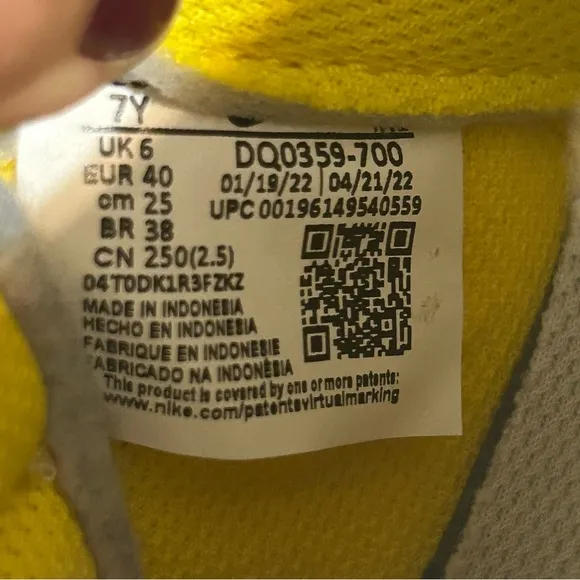 7Y
UK 6
EUR 40
cm 25
BR 38
CN 250(2.5)
DQ0359-700
01/19/22 | 04/21/22
UPC 00196149540559
04T0DK1R3FZKZ
MADE IN INDONESIA
HECHO EN INDONESIA
FABRIQUE EN INDONESIE
FABRICADO NA INDONÈSIA
This product is covered by one or more patents:
www.nike.com/patentsvirtualmarking